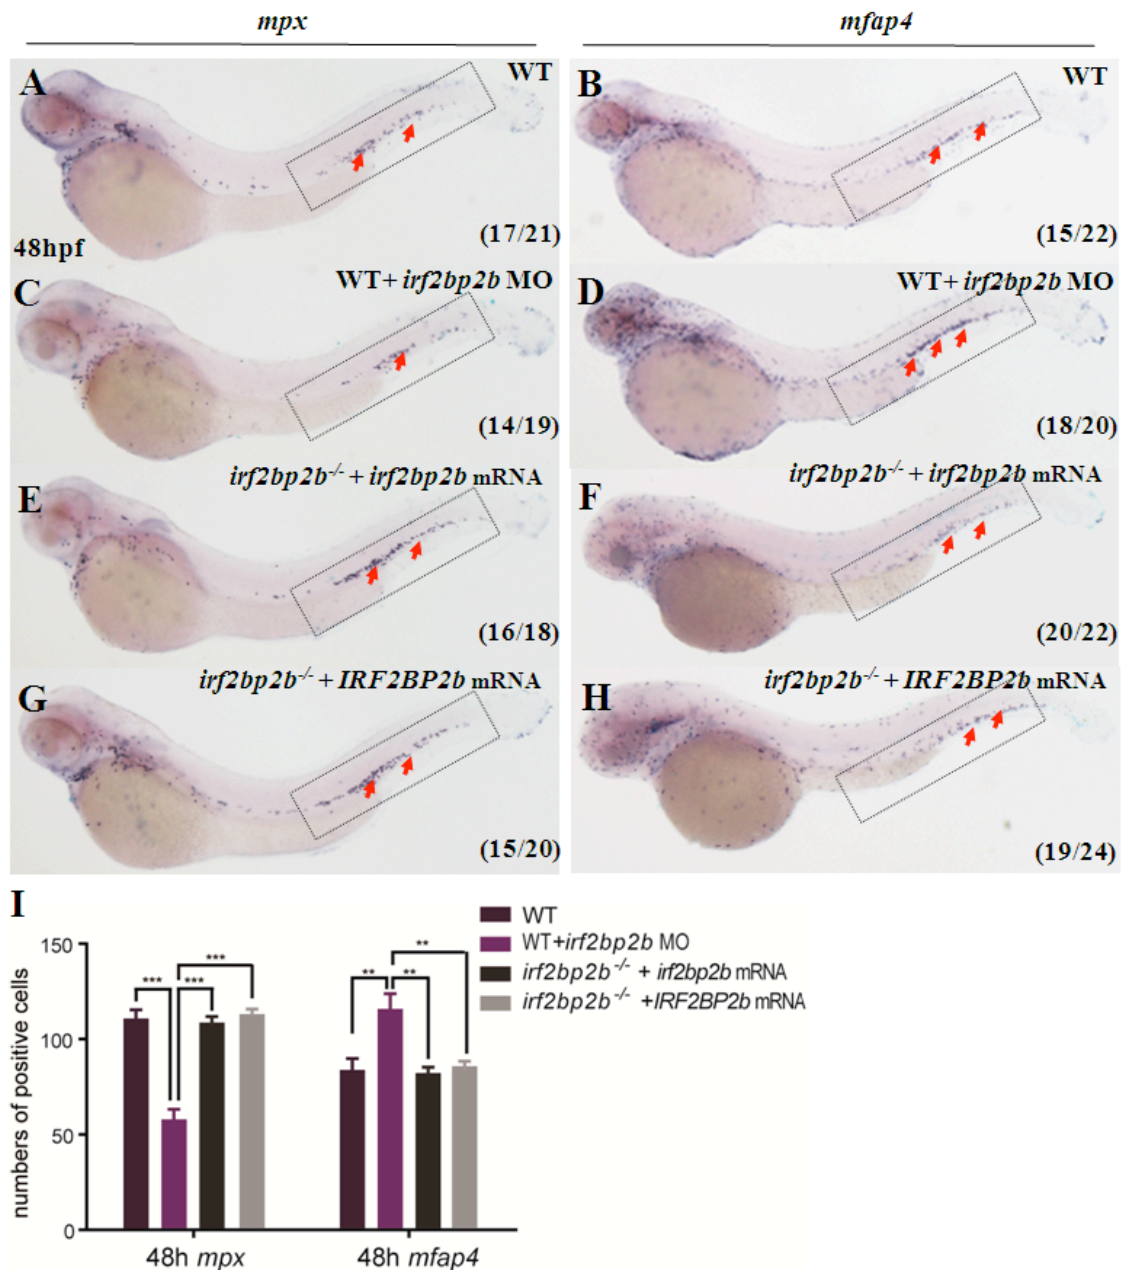 mpx
mfap4
A
WT
48hpf
(17/21)
B
WT
(15/22)
C
WT+ irf2bp2b MO
(14/19)
D
WT+ irf2bp2b MO
(18/20)
E
irf2bp2b-/- + irf2bp2b mRNA
(16/18)
F
irf2bp2b-/- + irf2bp2b mRNA
(20/22)
G
irf2bp2b-/- + IRF2BP2b mRNA
(15/20)
H
irf2bp2b-/- + IRF2BP2b mRNA
(19/24)
I
WT
WT+irf2bp2b MO
irf2bp2b-/- + irf2bp2b mRNA
irf2bp2b-/- +IRF2BP2b mRNA
numbers of positive cells
150
100
50
0
***
***
***
**
**
**
48h mpx
48h mfap4